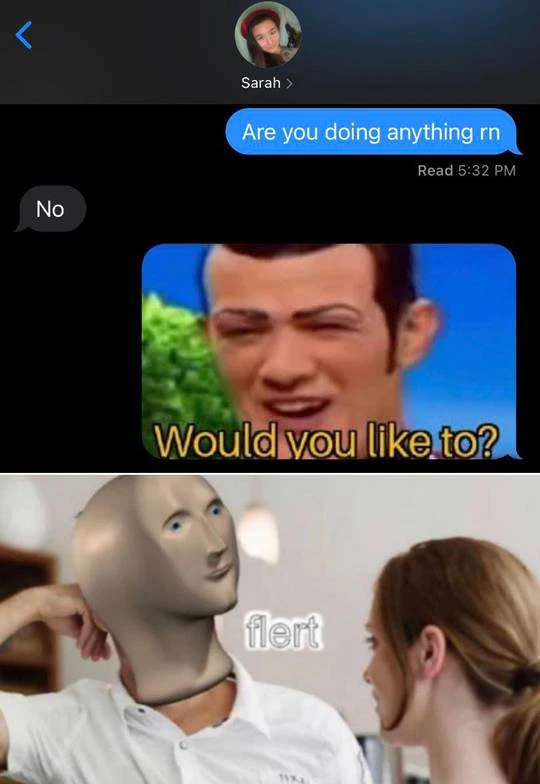 Sarah
Are you doing anything rn
Read 5:32 PM
No
Would you like to?
flert